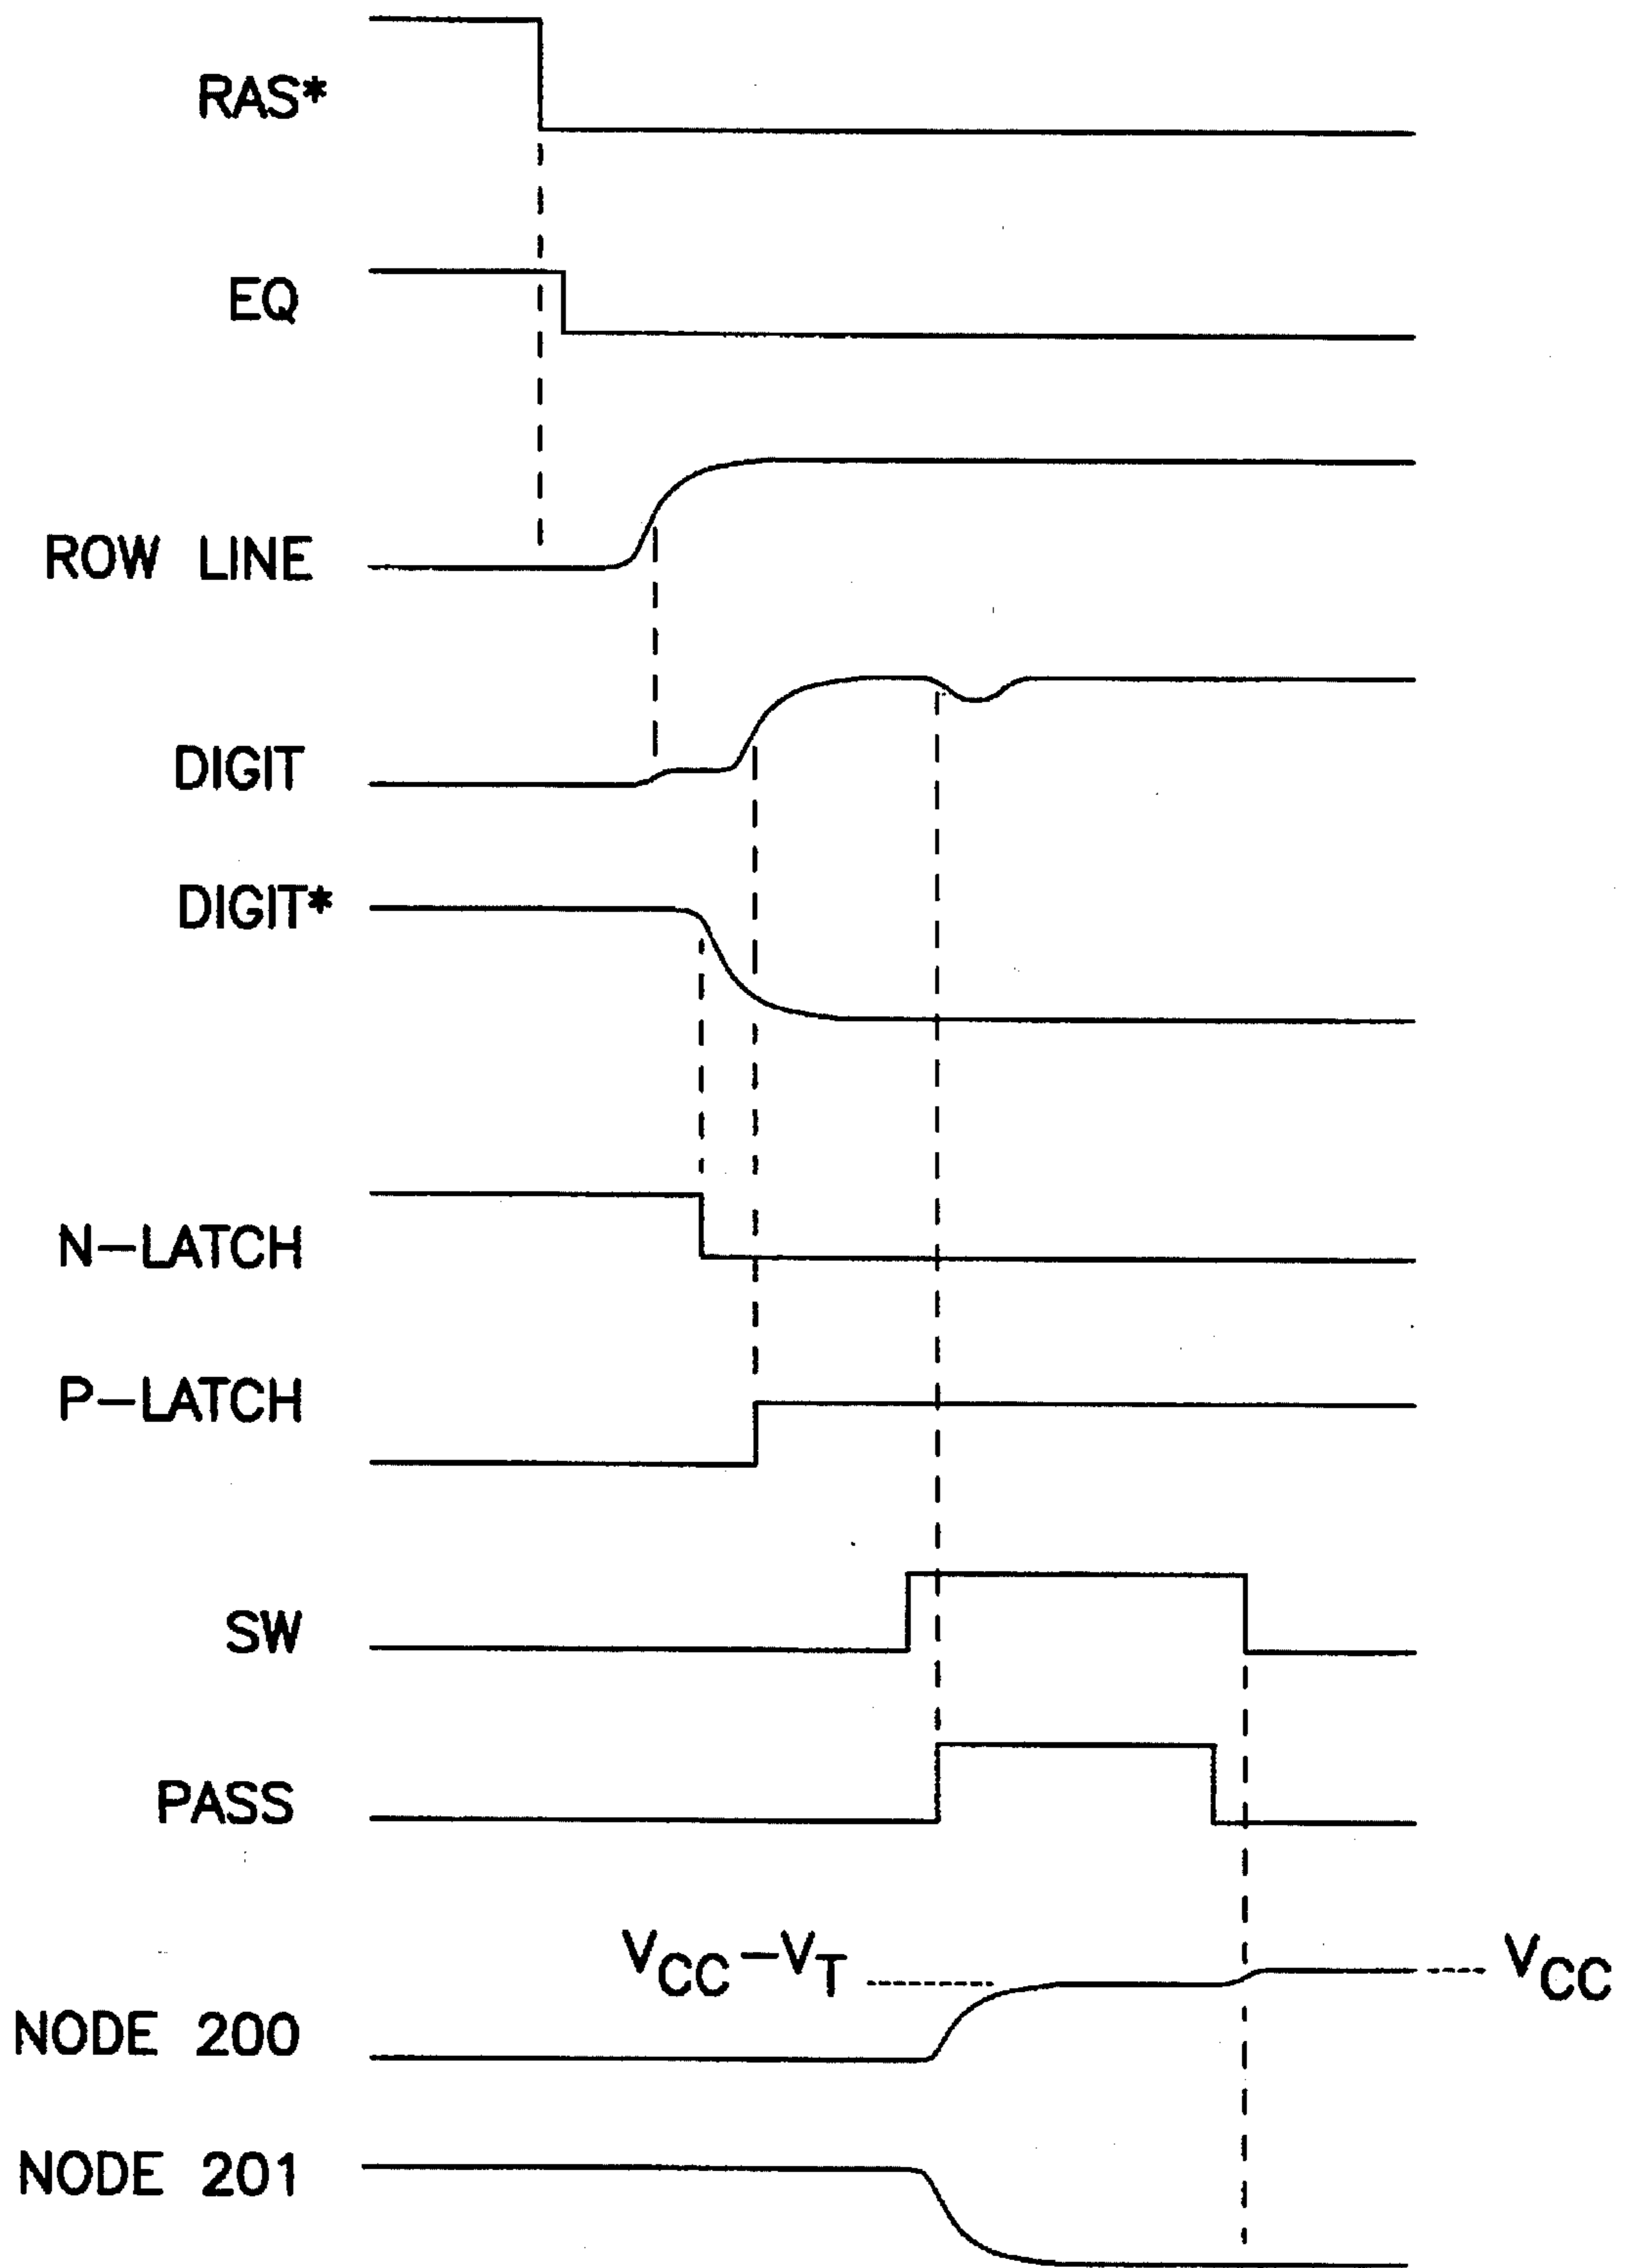 RAS*
EQ
ROW LINE
DIGIT
DIGIT*
N-LATCH
P-LATCH
SW
PASS
VCC-VT
VCC
NODE 200
NODE 201